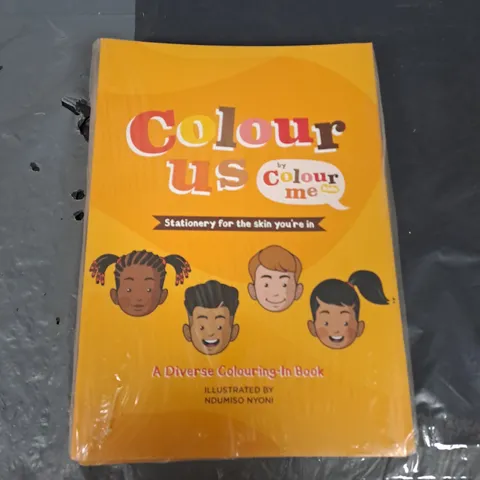 Colour
us
by
Colour
me
kids
Stationery for the skin you're in
A Diverse Colouring-In Book
ILLUSTRATED BY
NDUMISO NYONI